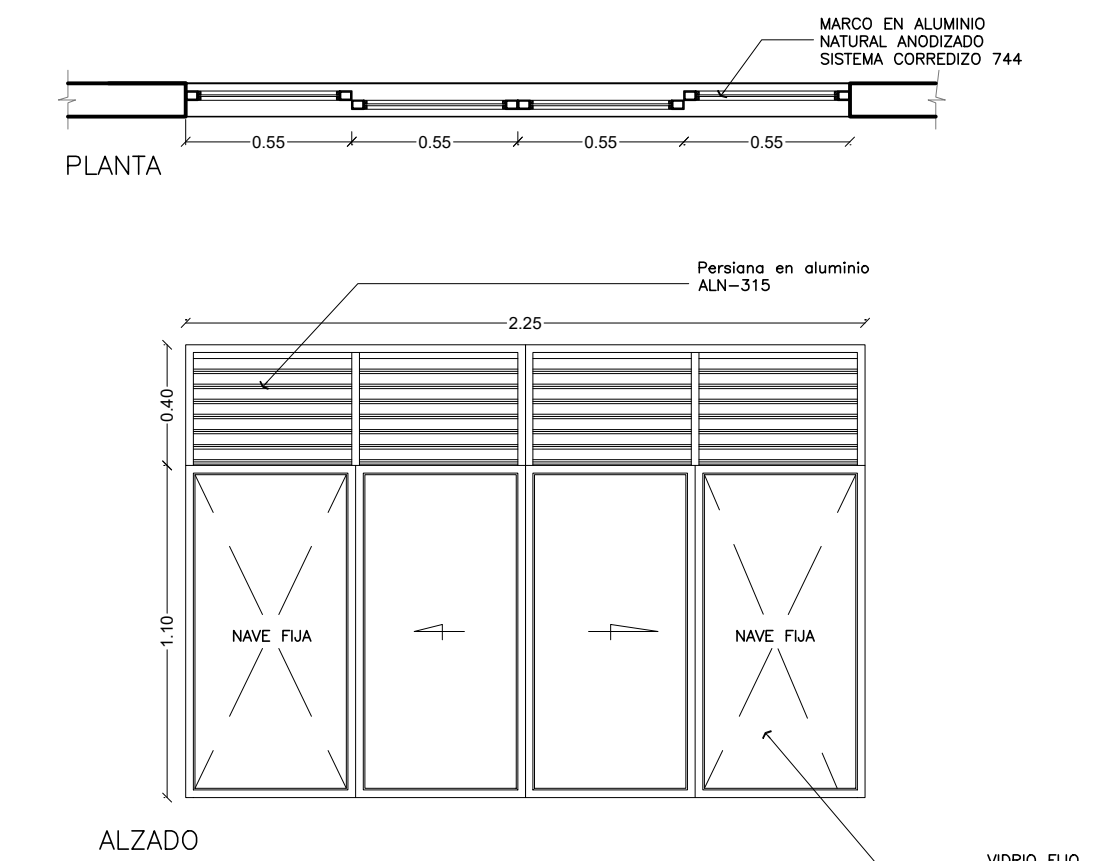 MARCO EN ALUMINIO
NATURAL ANODIZADO
SISTEMA CORREDIZO 744
0.55
0.55
0.55
0.55
PLANTA
Persiana en aluminio
ALN-315
2.25
0.40
1.10
NAVE FIJA
NAVE FIJA
ALZADO
VIDRIO FIJO